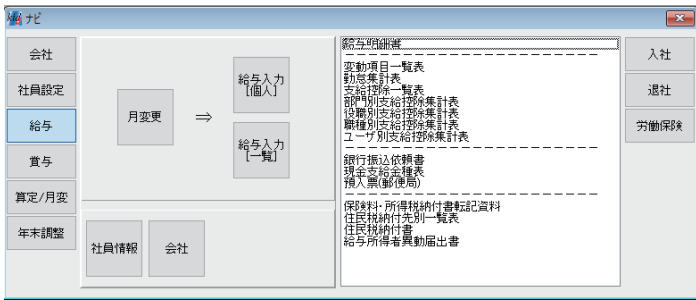 ナビ
会社
社員設定
給与
賞与
算定/月変
年末調整
月変更
⇒
給与入力
[個人]
給与入力
[一覧]
社員情報
会社
給与明細書
変動項目一覧表
勤怠集計表
支給控除一覧表
部門別支給控除集計表
役職別支給控除集計表
職種別支給控除集計表
ユーザ別支給控除集計表
銀行振込依頼書
現金支給金種表
預入票(郵便局)
保険料・所得税納付書転記資料
住民税納付先別一覧表
住民税納付書
給与所得者異動届出書
入社
退社
労働保険